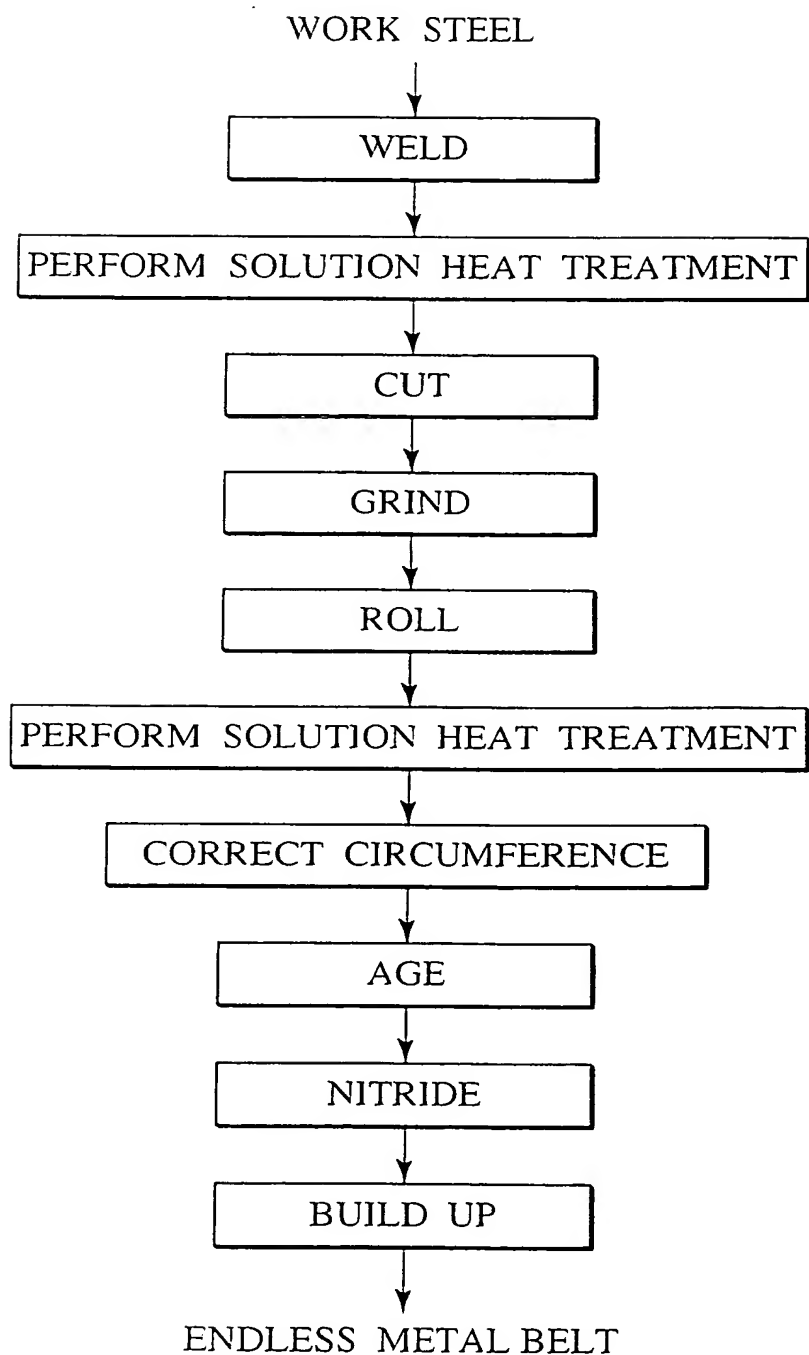 WORK STEEL
WELD
PERFORM SOLUTION HEAT TREATMENT
CUT
GRIND
ROLL
PERFORM SOLUTION HEAT TREATMENT
CORRECT CIRCUMFERENCE
AGE
NITRIDE
BUILD UP
ENDLESS METAL BELT